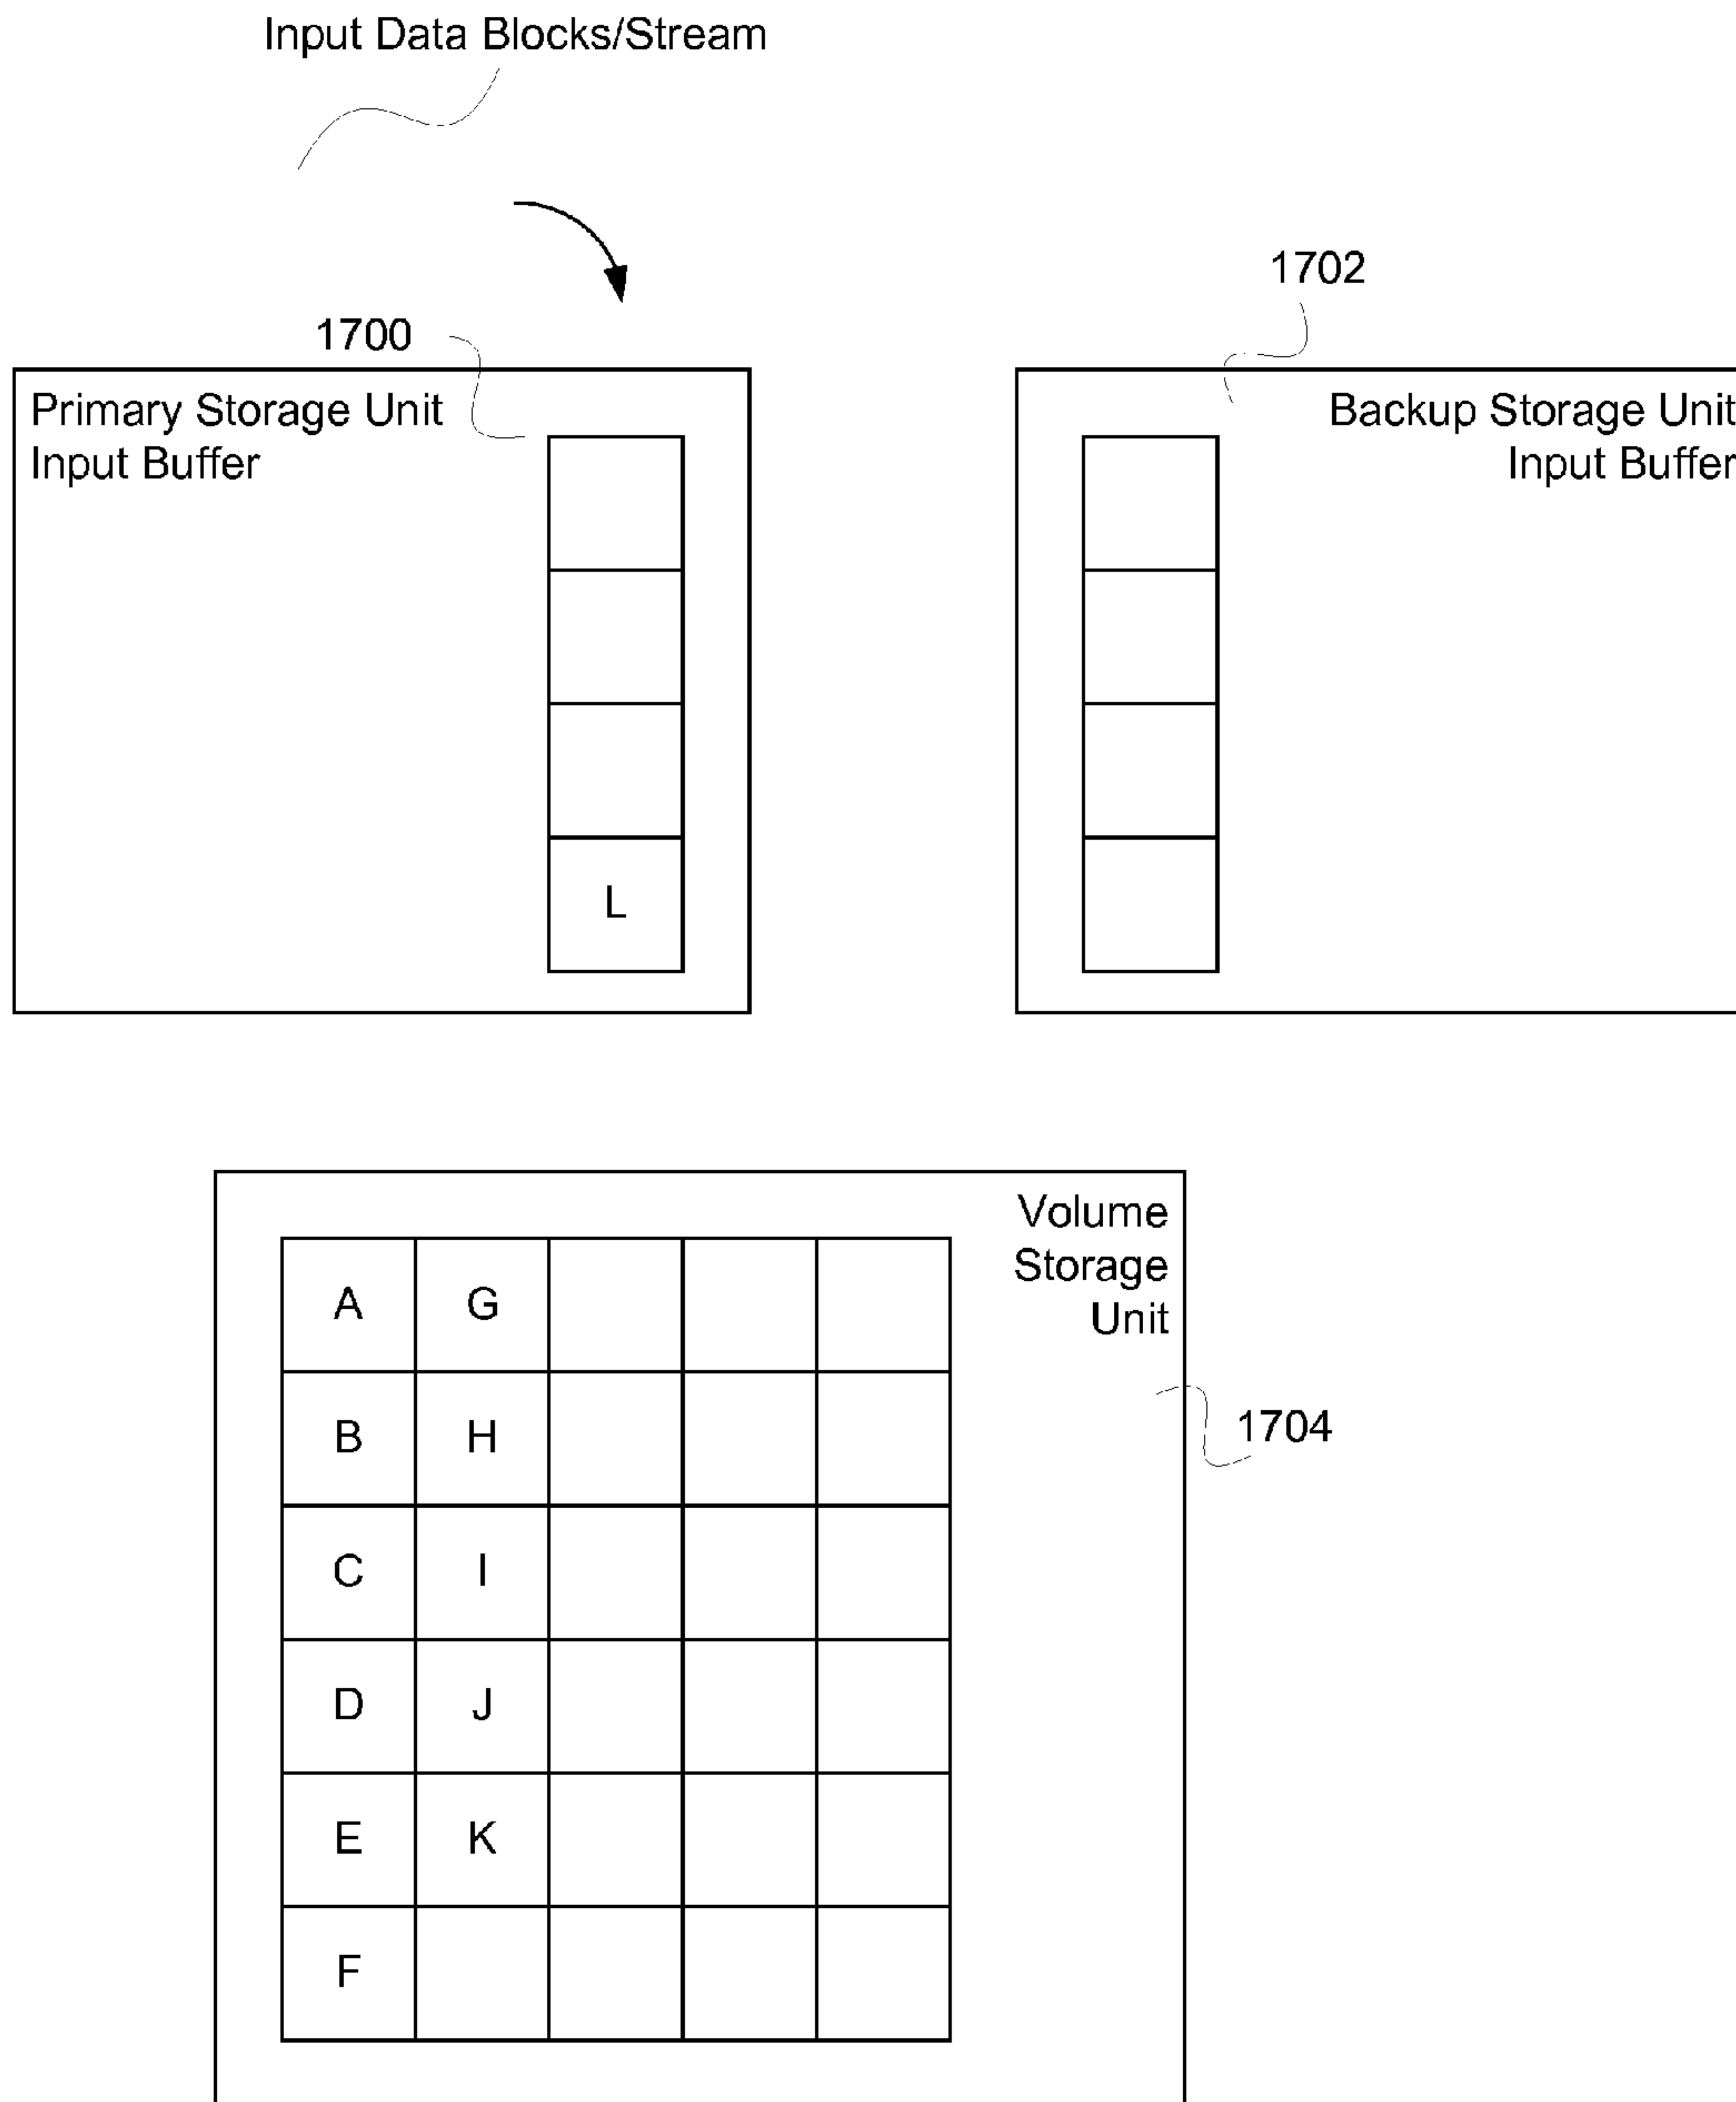 Input Data Blocks/Stream
1702
1700
Primary Storage Unit
Input Buffer
Backup Storage Unit
Input Buffer
L
Volume
Storage
Unit
1704
A G
B H
C I
D J
E K
F